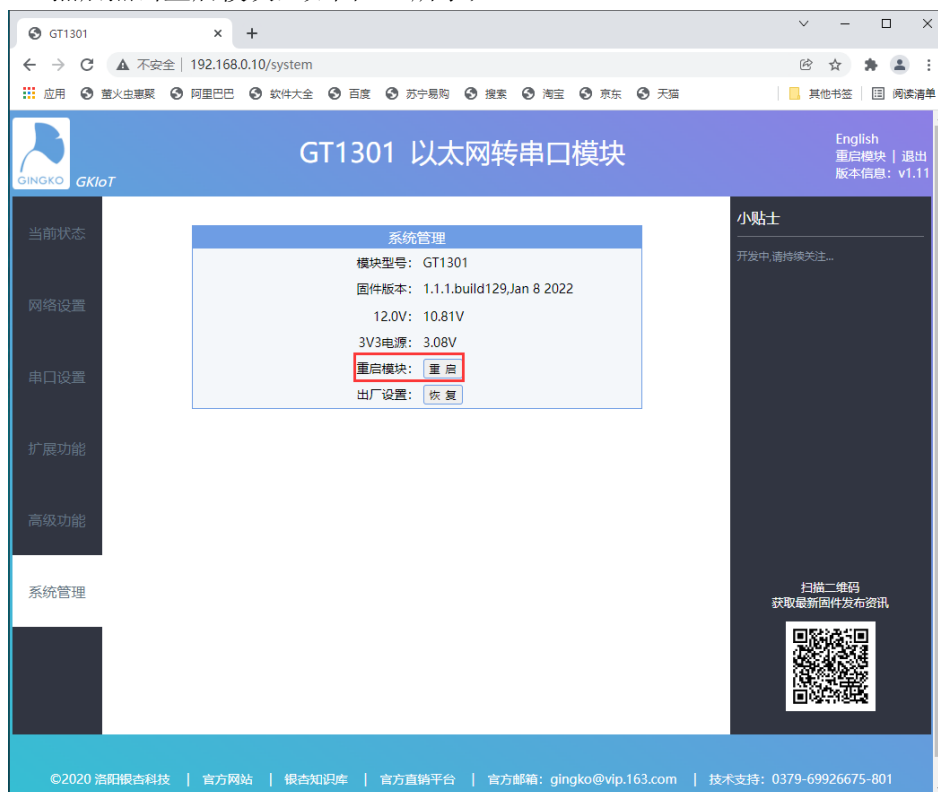 GT1301
不安全 | 192.168.0.10/system
应用 萤火虫惠聚 阿里巴巴 软件大全 百度 苏宁易购 搜索 淘宝 京东 天猫 其他书签 阅读清单
GINGKO GKIoT
GT1301 以太网转串口模块
English
重启模块 | 退出
版本信息: v1.11
当前状态
网络设置
串口设置
扩展功能
高级功能
系统管理
系统管理
模块型号: GT1301
固件版本: 1.1.1.build129,Jan 8 2022
12.0V: 10.81V
3V3电源: 3.08V
重启模块: 重 启
出厂设置: 恢 复
小贴士
开发中,请持续关注...
扫描二维码
获取最新固件发布资讯
©2020 洛阳银杏科技 | 官方网站 | 银杏知识库 | 官方直销平台 | 官方邮箱: gingko@vip.163.com | 技术支持: 0379-69926675-801